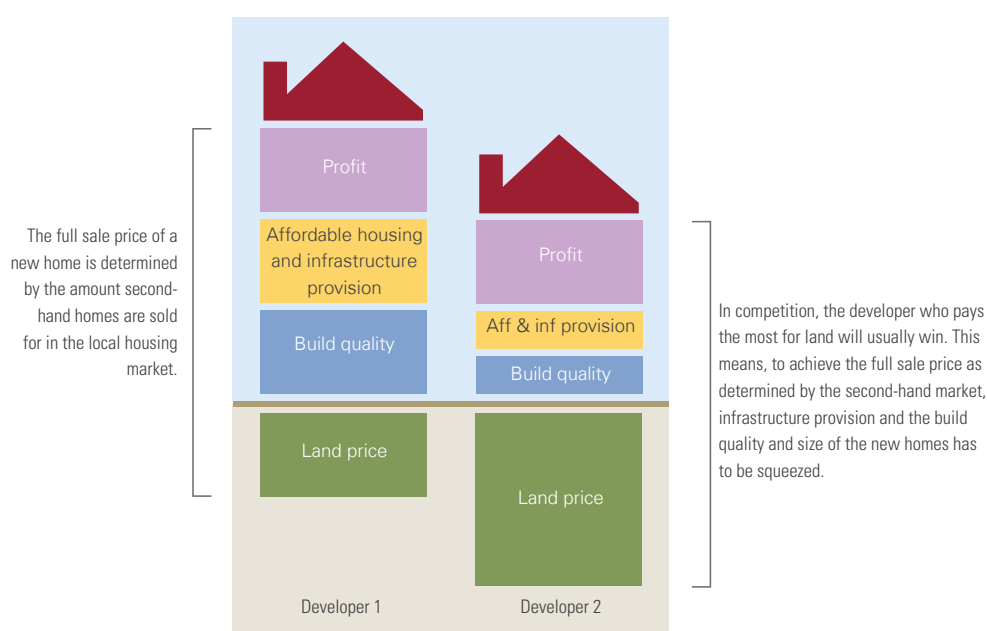 The full sale price of a
new home is determined
by the amount second-
hand homes are sold
for in the local housing
market.
Profit
Affordable housing
and infrastructure
provision
Build quality
Land price
Developer 1
Profit
Aff & inf provision
Build quality
Land price
Developer 2
In competition, the developer who pays
the most for land will usually win. This
means, to achieve the full sale price as
determined by the second-hand market,
infrastructure provision and the build
quality and size of the new homes has
to be squeezed.